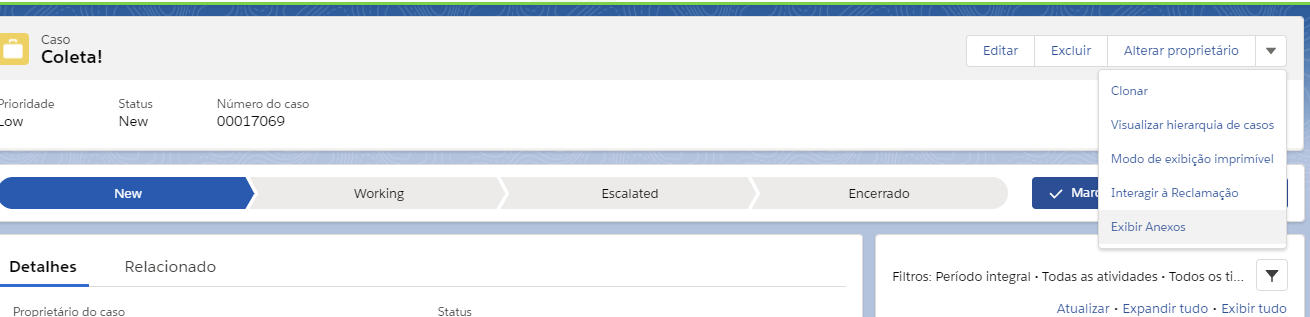 Caso
Coleta!
Editar
Excluir
Alterar proprietário
Clonar
Visualizar hierarquia de casos
Modo de exibição imprimível
Interagir à Reclamação
Exibir Anexos
Prioridade
Status
Número do caso
Low
New
00017069
New
Working
Escalated
Encerrado
Detalhes
Relacionado
Filtros: Período integral • Todas as atividades • Todos os ti...
Atualizar • Expandir tudo • Exibir tudo
Proprietário do caso
Status